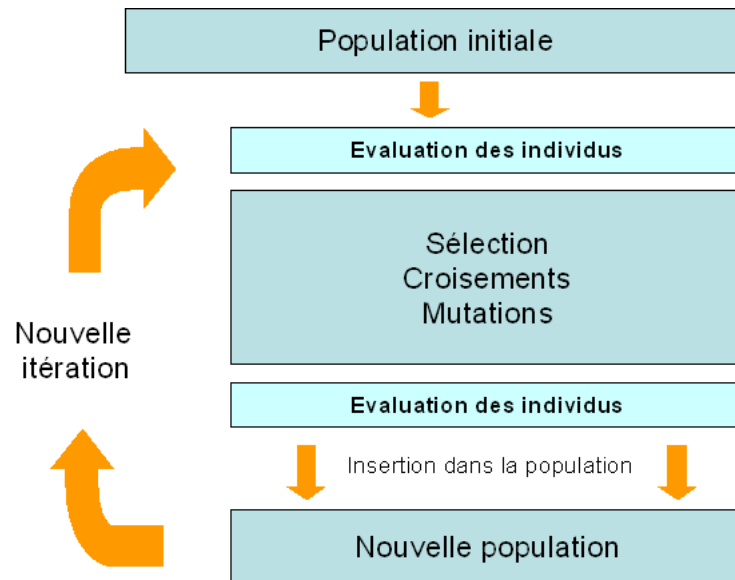 Population initiale
Evaluation des individus
Sélection
Croisements
Mutations
Nouvelle
itération
Evaluation des individus
Insertion dans la population
Nouvelle population